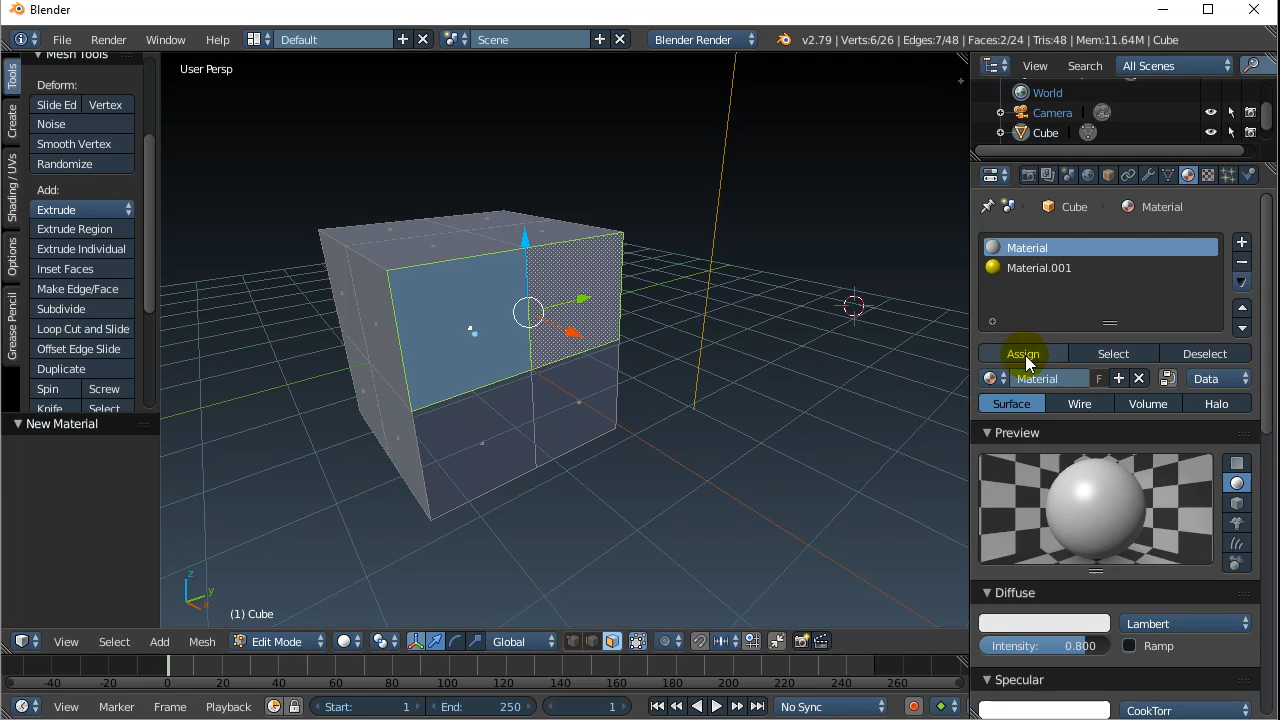 Blender
File Render Window Help Default Scene Blender Render v2.79 | Verts:6/26 | Edges:7/48 | Faces:2/24 | Tris:48 | Mem:11.64M | Cube
Mesh Tools
Deform:
Slide Ed Vertex
Noise
Smooth Vertex
Randomize
Add:
Extrude
Extrude Region
Extrude Individual
Inset Faces
Make Edge/Face
Subdivide
Loop Cut and Slide
Offset Edge Slide
Duplicate
Spin Screw
Knife Select
New Material
Tools
Create
Shading / UVs
Options
Grease Pencil
User Persp
z
y
x
(1) Cube
View Select Add Mesh Edit Mode Global
-40 -20 0 20 40 60 80 100 120 140 160 180 200 220 240 260
View Marker Frame Playback Start: 1 End: 250 1 No Sync
View Search All Scenes
World
Camera
Cube
Cube Material
Material
Material.001
Assign Select Deselect
Material F Data
Surface Wire Volume Halo
Preview
Diffuse
Lambert
Intensity: 0.800 Ramp
Specular
CookTorr